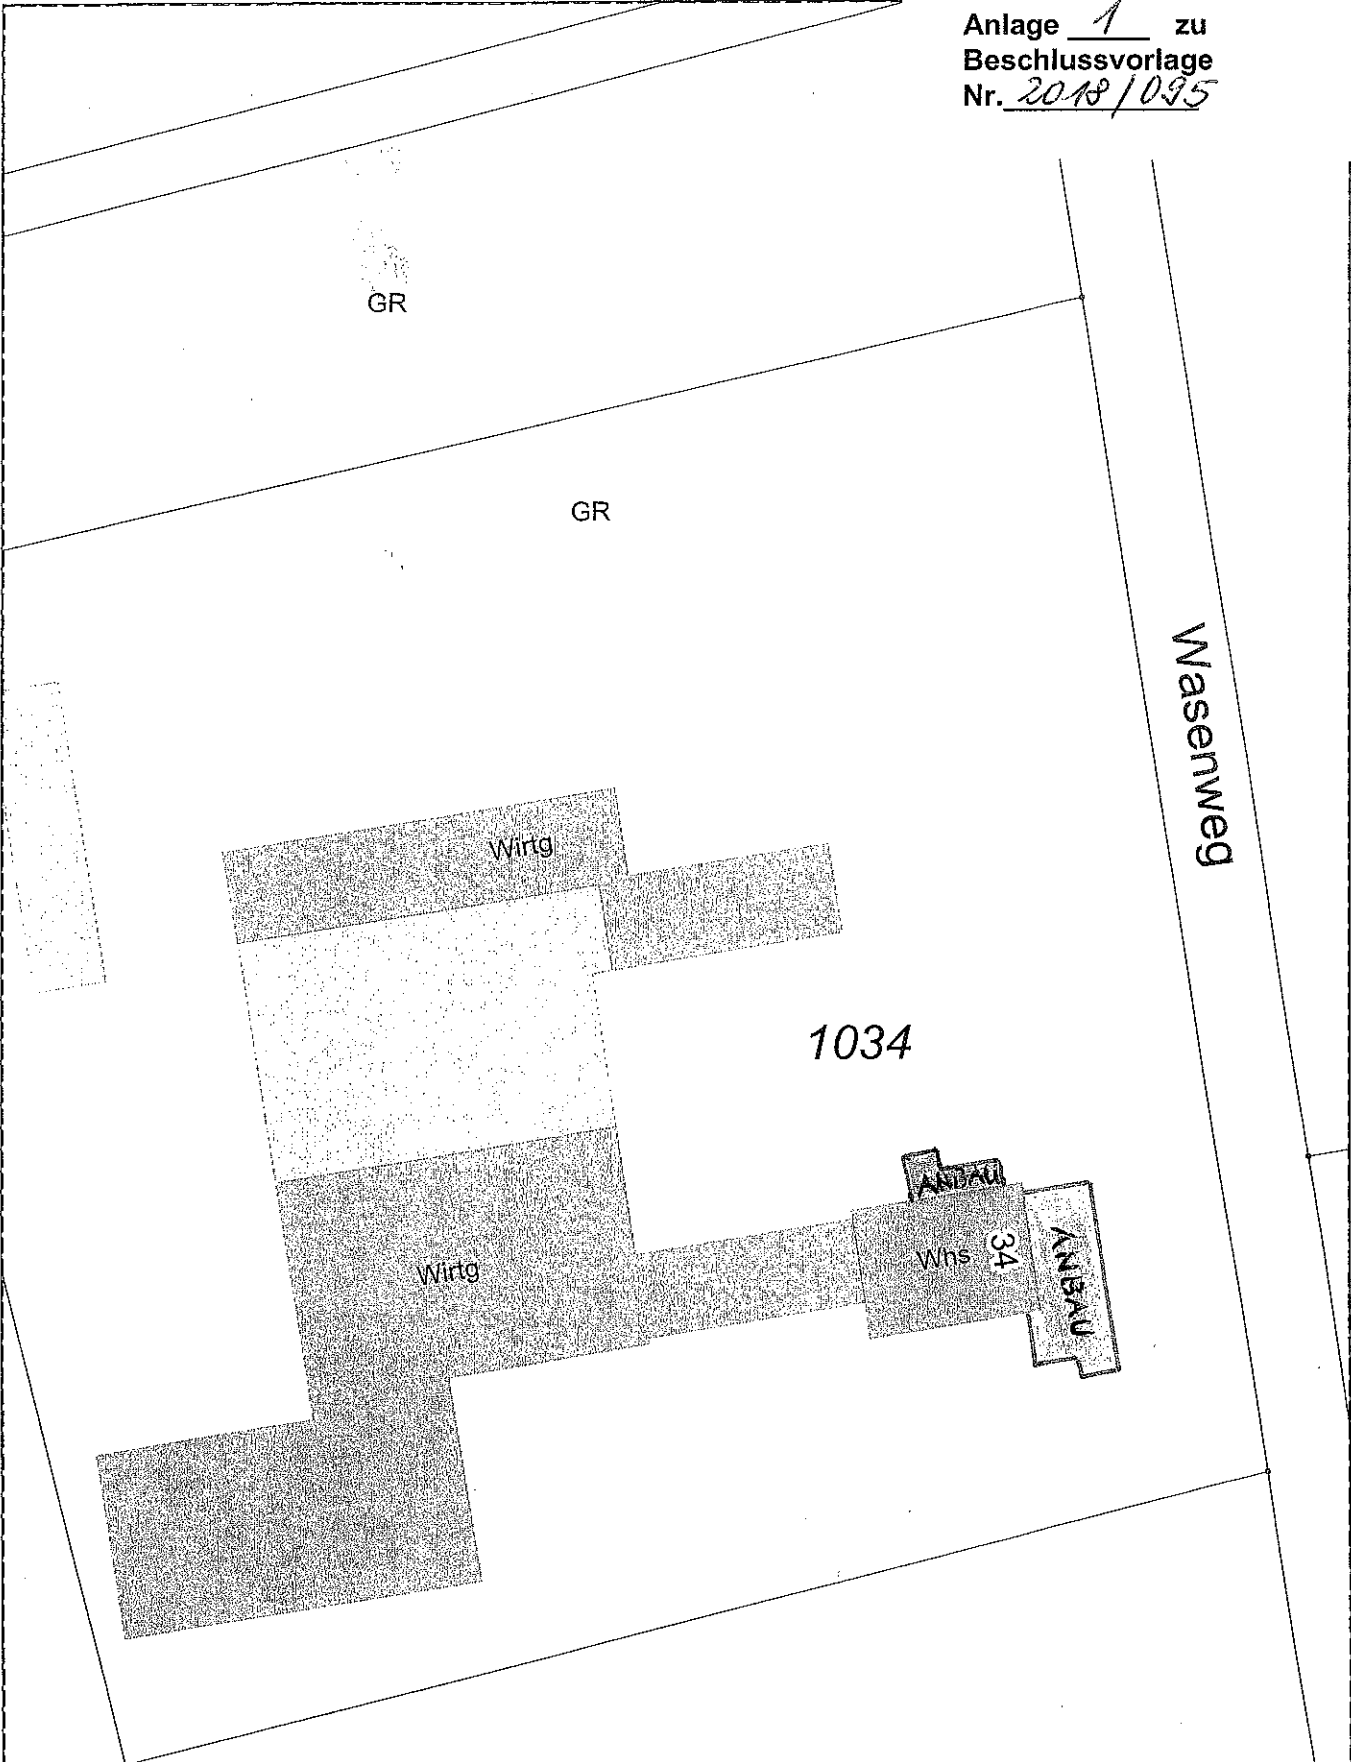 Anlage 1 zu
Beschlussvorlage
Nr. 2018/095
GR
GR
Wasenweg
Wirtg
1034
ANBAU
Whs
34
ANBAU
Wirtg